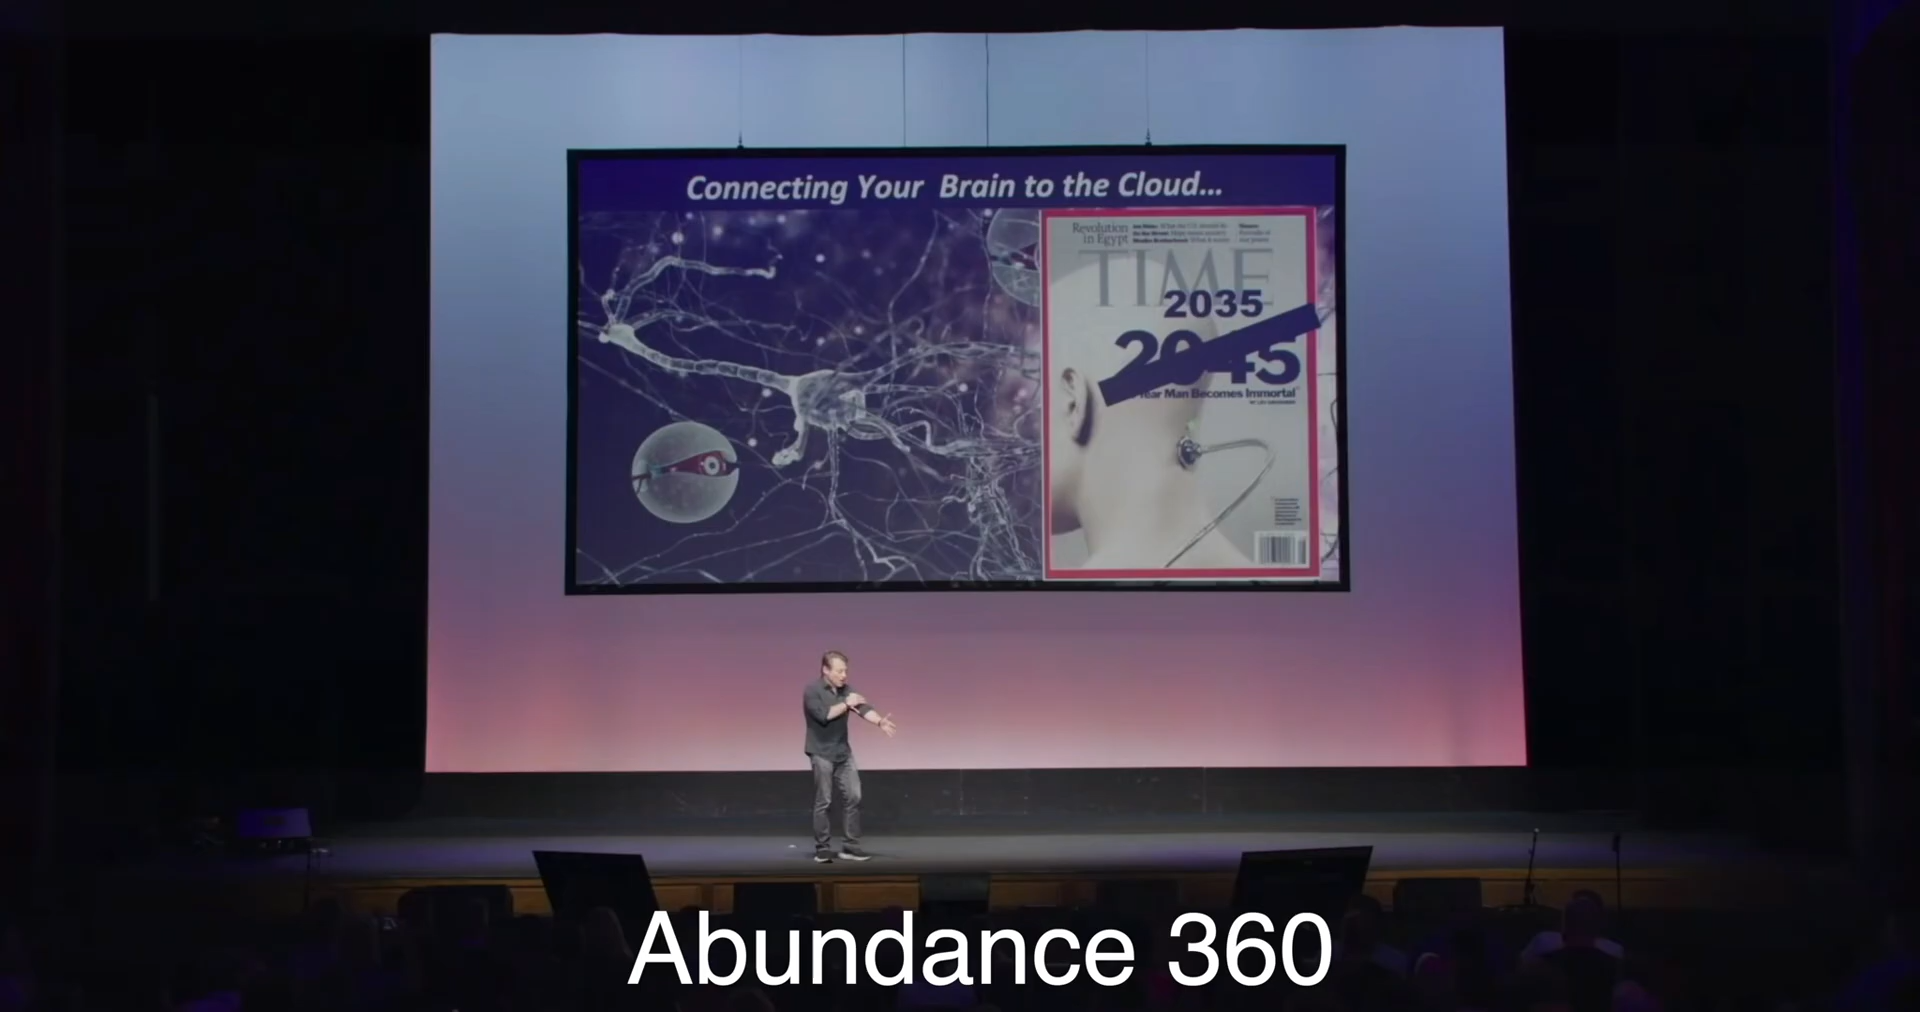 Connecting Your Brain to the Cloud...
Revolution
in Egypt
TIME
2035
2045
Year Man Becomes Immortal
Abundance 360